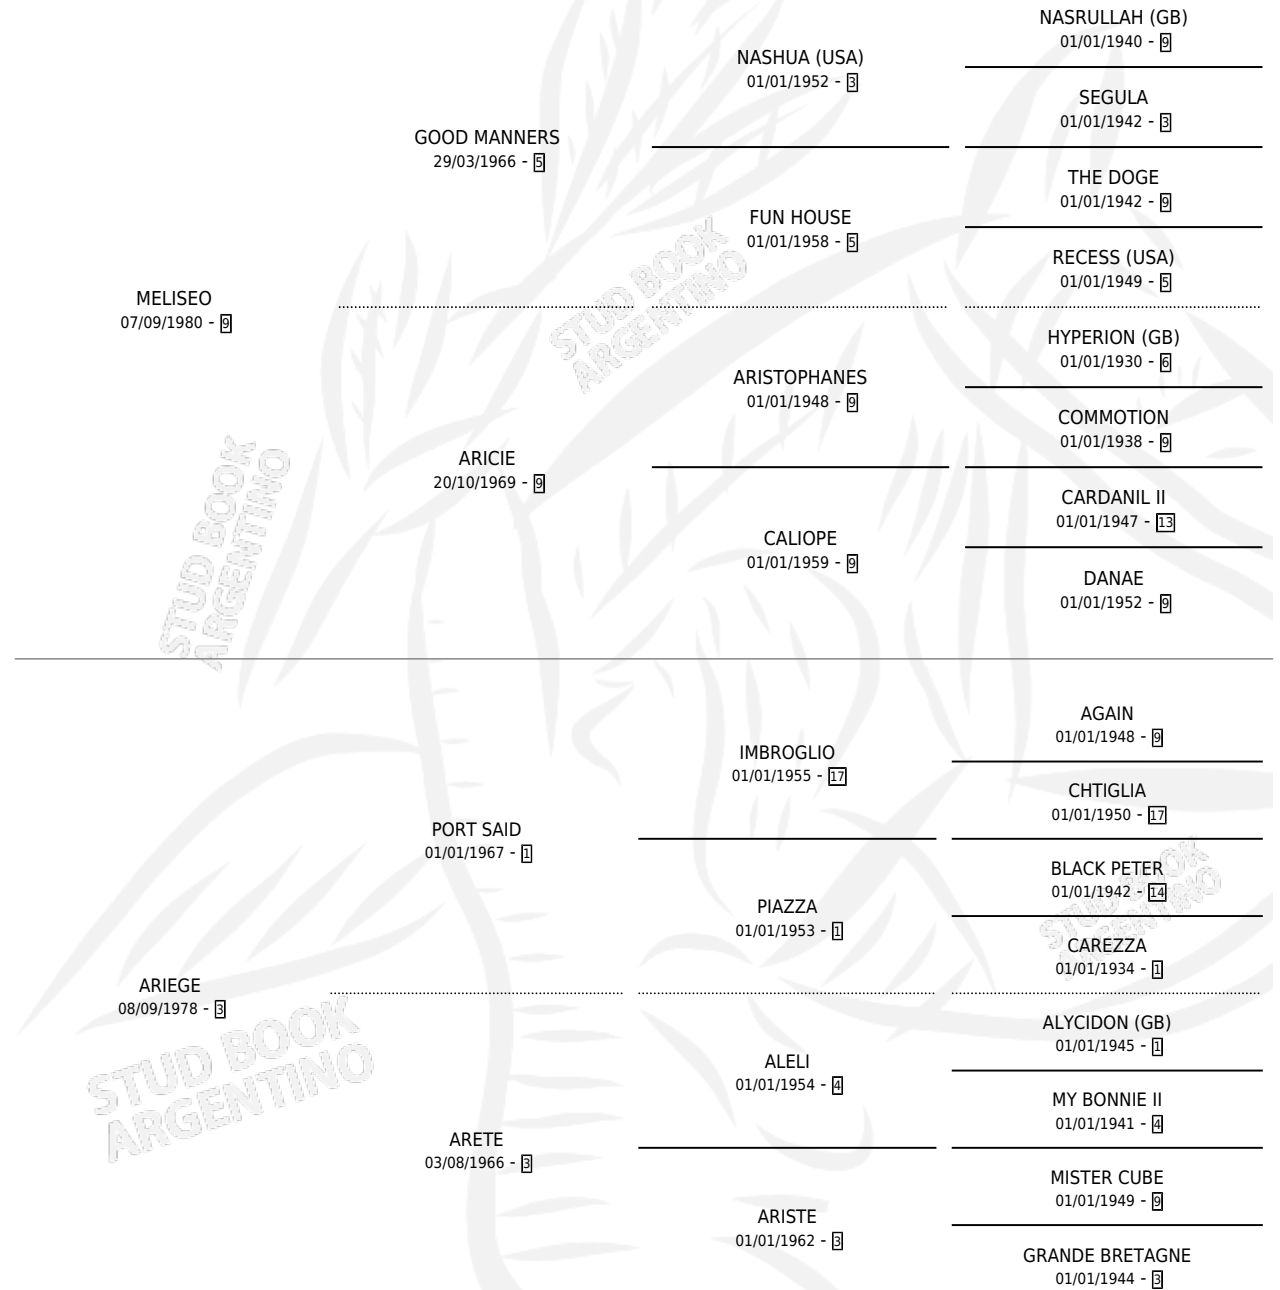 NASRULLAH (GB)
01/01/1940 - 9
NASHUA (USA)
01/01/1952 - 3
SEGULA
01/01/1942 - 3
GOOD MANNERS
29/03/1966 - 5
THE DOGE
01/01/1942 - 9
FUN HOUSE
01/01/1958 - 5
RECESS (USA)
01/01/1949 - 5
MELISEO
07/09/1980 - 9
HYPERION (GB)
01/01/1930 - 6
ARISTOPHANES
01/01/1948 - 9
COMMOTION
01/01/1938 - 9
ARICIE
20/10/1969 - 9
CARDANIL II
01/01/1947 - 13
CALIOPE
01/01/1959 - 9
DANAE
01/01/1952 - 9
AGAIN
01/01/1948 - 9
IMBROGLIO
01/01/1955 - 17
CHTIGLIA
01/01/1950 - 17
PORT SAID
01/01/1967 - 1
BLACK PETER
01/01/1942 - 14
PIAZZA
01/01/1953 - 1
CAREZZA
01/01/1934 - 1
ARIEGE
08/09/1978 - 3
ALYCIDON (GB)
01/01/1945 - 1
ALELI
01/01/1954 - 4
MY BONNIE II
01/01/1941 - 4
ARETE
03/08/1966 - 3
MISTER CUBE
01/01/1949 - 9
ARISTE
01/01/1962 - 3
GRANDE BRETAGNE
01/01/1944 - 3
STUD BOOK
ARGENTINO
STUD BOOK
ARGENTINO
STUD BOOK
ARGENTINO
STUD BOOK
ARGENTINO